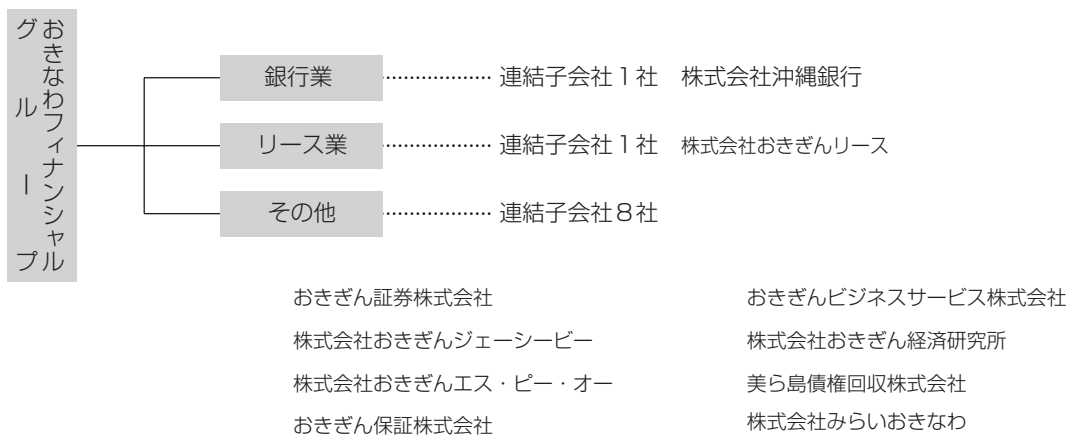 おきなわフィナンシャル
グループ
銀行業 ………………… 連結子会社１社 株式会社沖縄銀行
リース業 ………………… 連結子会社１社 株式会社おきぎんリース
その他 ………………… 連結子会社８社
おきぎん証券株式会社 おきぎんビジネスサービス株式会社
株式会社おきぎんジェーシービー 株式会社おきぎん経済研究所
株式会社おきぎんエス・ピー・オー 美ら島債権回収株式会社
おきぎん保証株式会社 株式会社みらいおきなわ